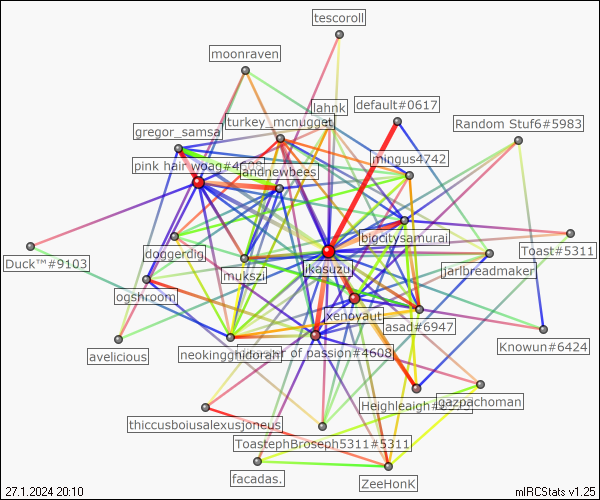 tescoroll
moonraven
lahnk
default#0617
turkey_mcnugget
Random Stuf6#5983
gregor_samsa
mingus4742
pink hair woag#4608
andnewbees
doggerdig
bigcitysamurai
Toast#5311
Duck™#9103
mukszi
ikasuzu
jarlbreadmaker
ogshroom
xenoyaut
asad#6947
Knowun#6424
avelicious
neokingghidorah
of passion#4608
Heighleaigh
gazpachoman
thiccusboiusalexusjoneus
ToastephBroseph5311#5311
facadas.
ZeeHonK
27.1.2024 20:10
mIRCStats v1.25